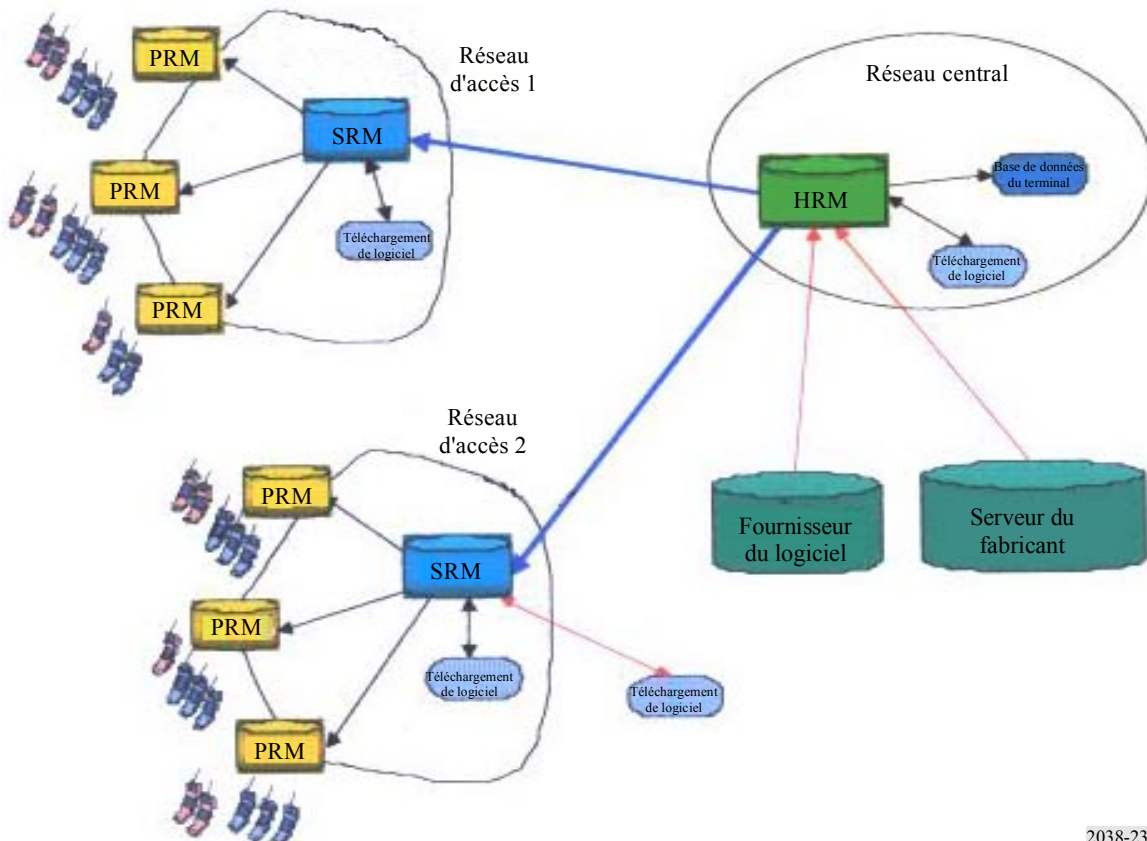 PRM
Réseau
d'accès 1
SRM
PRM
Téléchargement
de logiciel
PRM
Réseau central
Base de données
du terminal
HRM
Téléchargement
de logiciel
Réseau
d'accès 2
PRM
SRM
PRM
Téléchargement
de logiciel
Téléchargement
de logiciel
PRM
Fournisseur
du logiciel
Serveur du
fabricant
2038-23